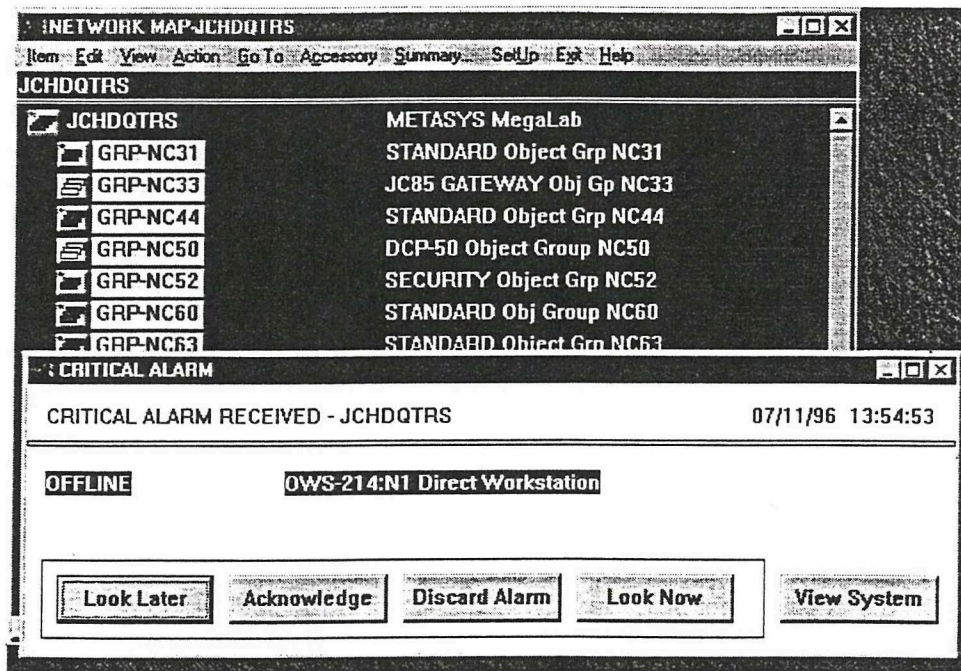 NETWORK MAP-JCHDQTRS
Item Edit View Action Go To Accessory Summary... SetUp Exit Help
JCHDQTRS
JCHDQTRS METASYS MegaLab
GRP-NC31 STANDARD Object Grp NC31
GRP-NC33 JC85 GATEWAY Obj Gp NC33
GRP-NC44 STANDARD Object Grp NC44
GRP-NC50 DCP-50 Object Group NC50
GRP-NC52 SECURITY Object Grp NC52
GRP-NC60 STANDARD Obj Group NC60
GRP-NC63 STANDARD Object Grp NC63
CRITICAL ALARM
CRITICAL ALARM RECEIVED - JCHDQTRS 07/11/96 13:54:53
OFFLINE OWS-214:N1 Direct Workstation
Look Later Acknowledge Discard Alarm Look Now View System